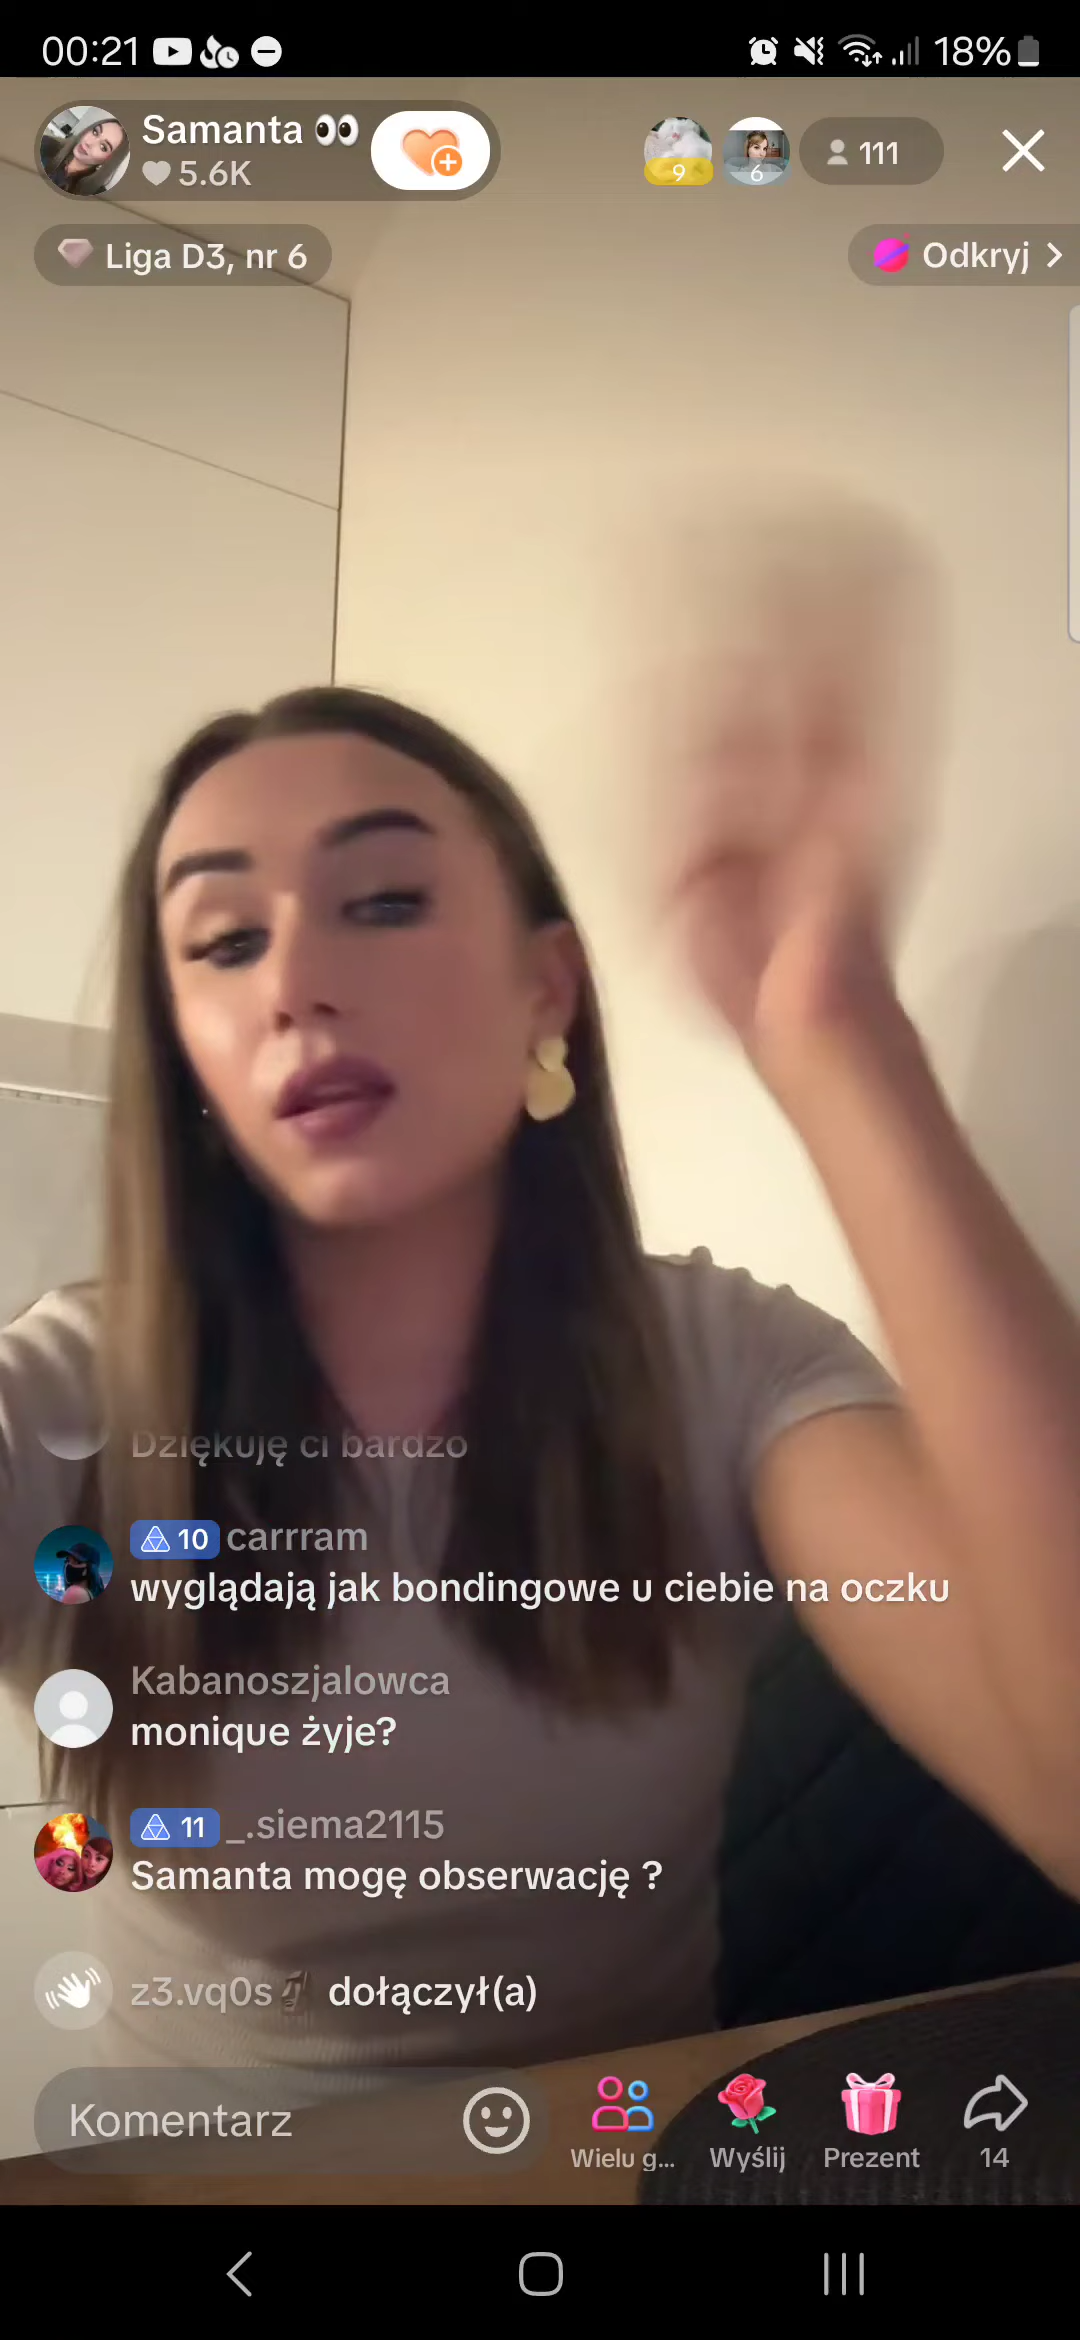 00:21
18%
Samanta 👀
5.6K
9
6
111
Liga D3, nr 6
Odkryj
Dziękuję ci bardzo
10 carrram
wyglądają jak bondingowe u ciebie na oczku
Kabanoszjalowca
monique żyje?
11 _.siema2115
Samanta mogę obserwację ?
z3.vq0s🗿 dołączył(a)
Komentarz
Wielu g...
Wyślij
Prezent
14